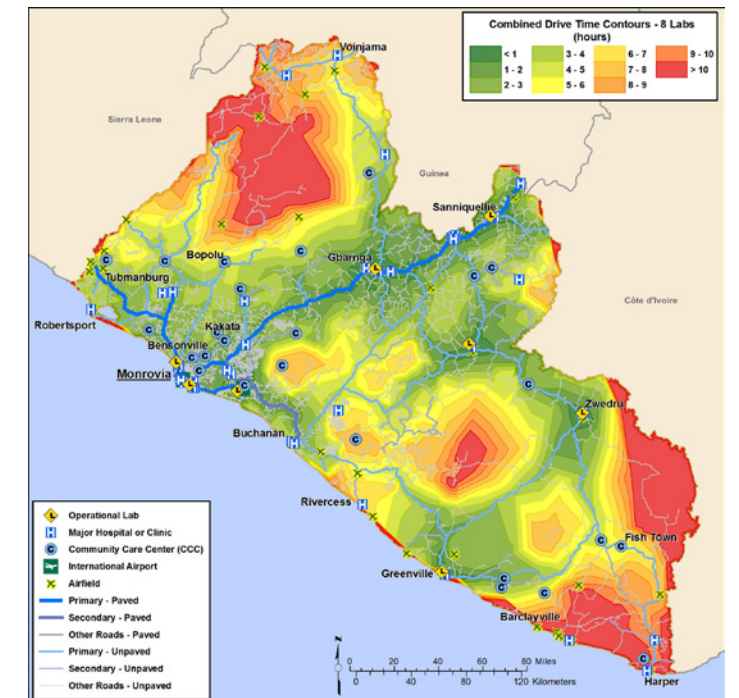 Combined Drive Time Contours - 8 Labs
(hours)
< 1
3 - 4
6 - 7
9 - 10
1 - 2
4 - 5
7 - 8
> 10
2 - 3
5 - 6
8 - 9
Voinjama
Sierra Leone
Guinea
Sanniquellie
Gbarnga
Bopolu
Tubmanburg
Côte d'Ivoire
Robertsport
Kakata
Bensonville
Monrovia
Zwedru
Buchanan
Rivercess
Fish Town
Greenville
Barclayville
Harper
Operational Lab
H Major Hospital or Clinic
C Community Care Center (CCC)
International Airport
Airfield
Primary - Paved
Secondary - Paved
Other Roads - Paved
Primary - Unpaved
Secondary - Unpaved
Other Roads - Unpaved
N
0 20 40 60 80 Miles
0 20 40 80 120 Kilometers